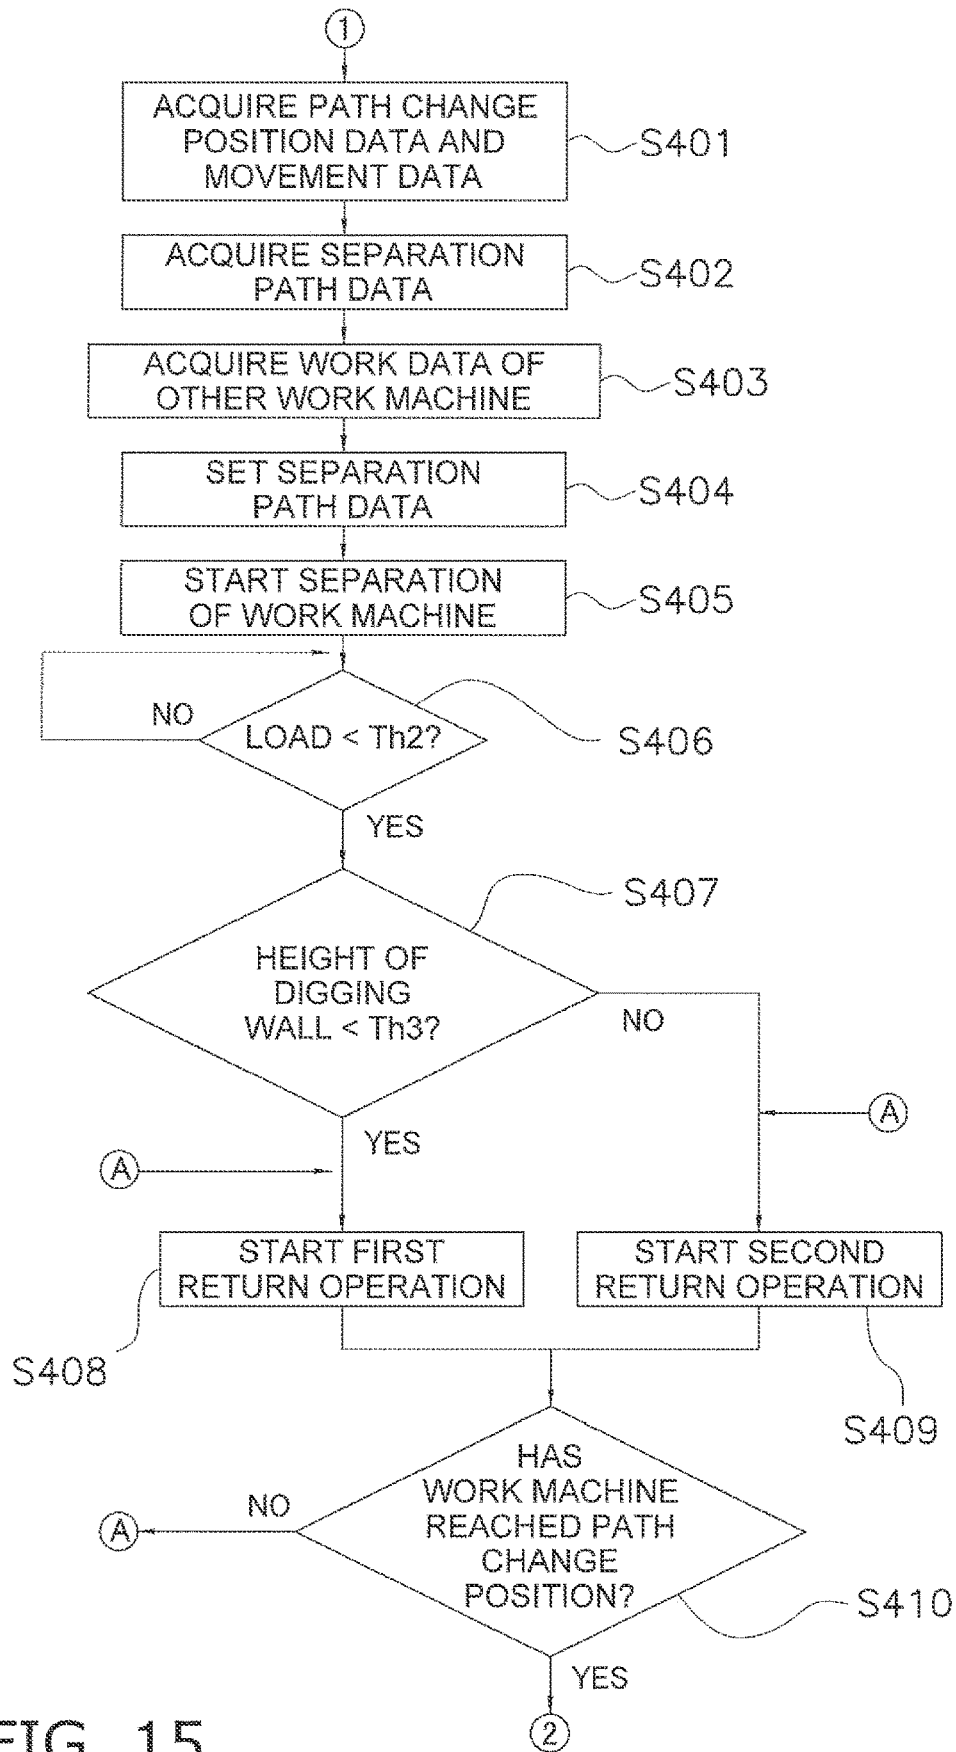 1
ACQUIRE PATH CHANGE
POSITION DATA AND
MOVEMENT DATA
S401
ACQUIRE SEPARATION
PATH DATA
S402
ACQUIRE WORK DATA OF
OTHER WORK MACHINE
S403
SET SEPARATION
PATH DATA
S404
START SEPARATION
OF WORK MACHINE
S405
NO
LOAD < Th2?
S406
YES
S407
HEIGHT OF
DIGGING
WALL < Th3?
NO
A
YES
A
START FIRST
RETURN OPERATION
START SECOND
RETURN OPERATION
S408
S409
HAS
WORK MACHINE
REACHED PATH
CHANGE
POSITION?
NO
A
S410
YES
2
FIG. 15